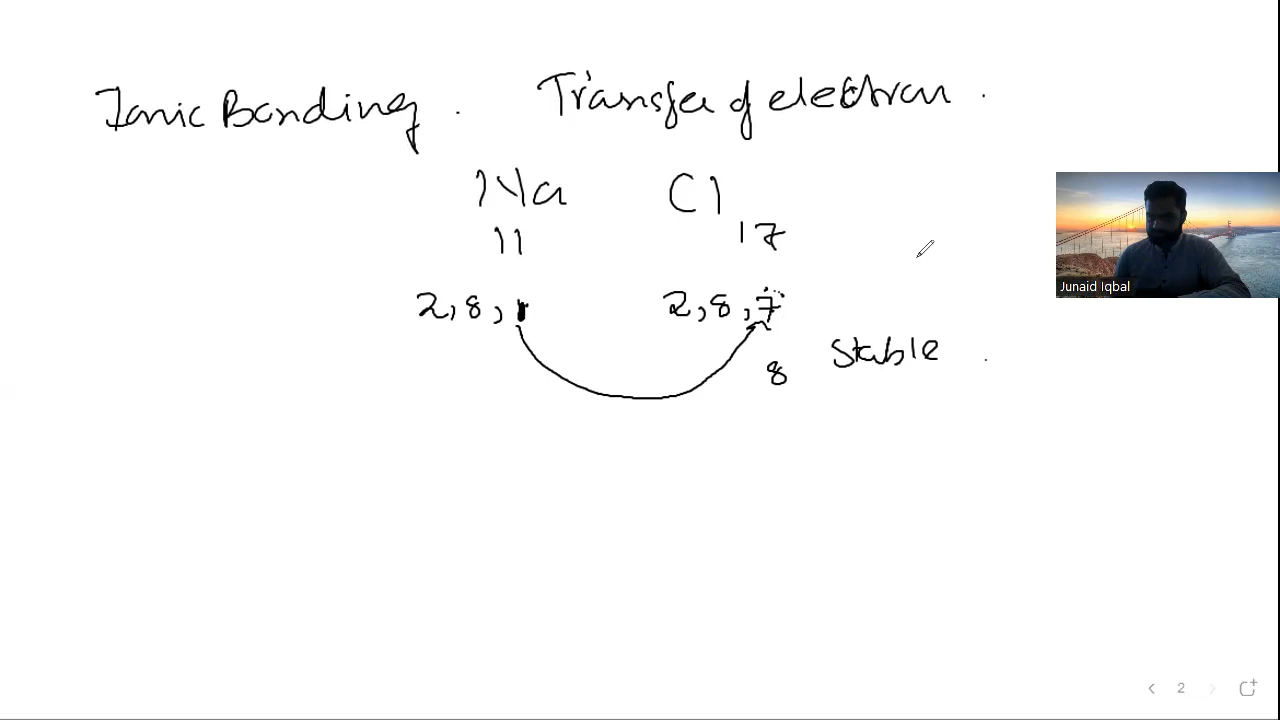 Ionic Bonding . Transfer of electron .
Na Cl
11 17
2,8,1 2,8,7
8 Stable .
Junaid Iqbal
2